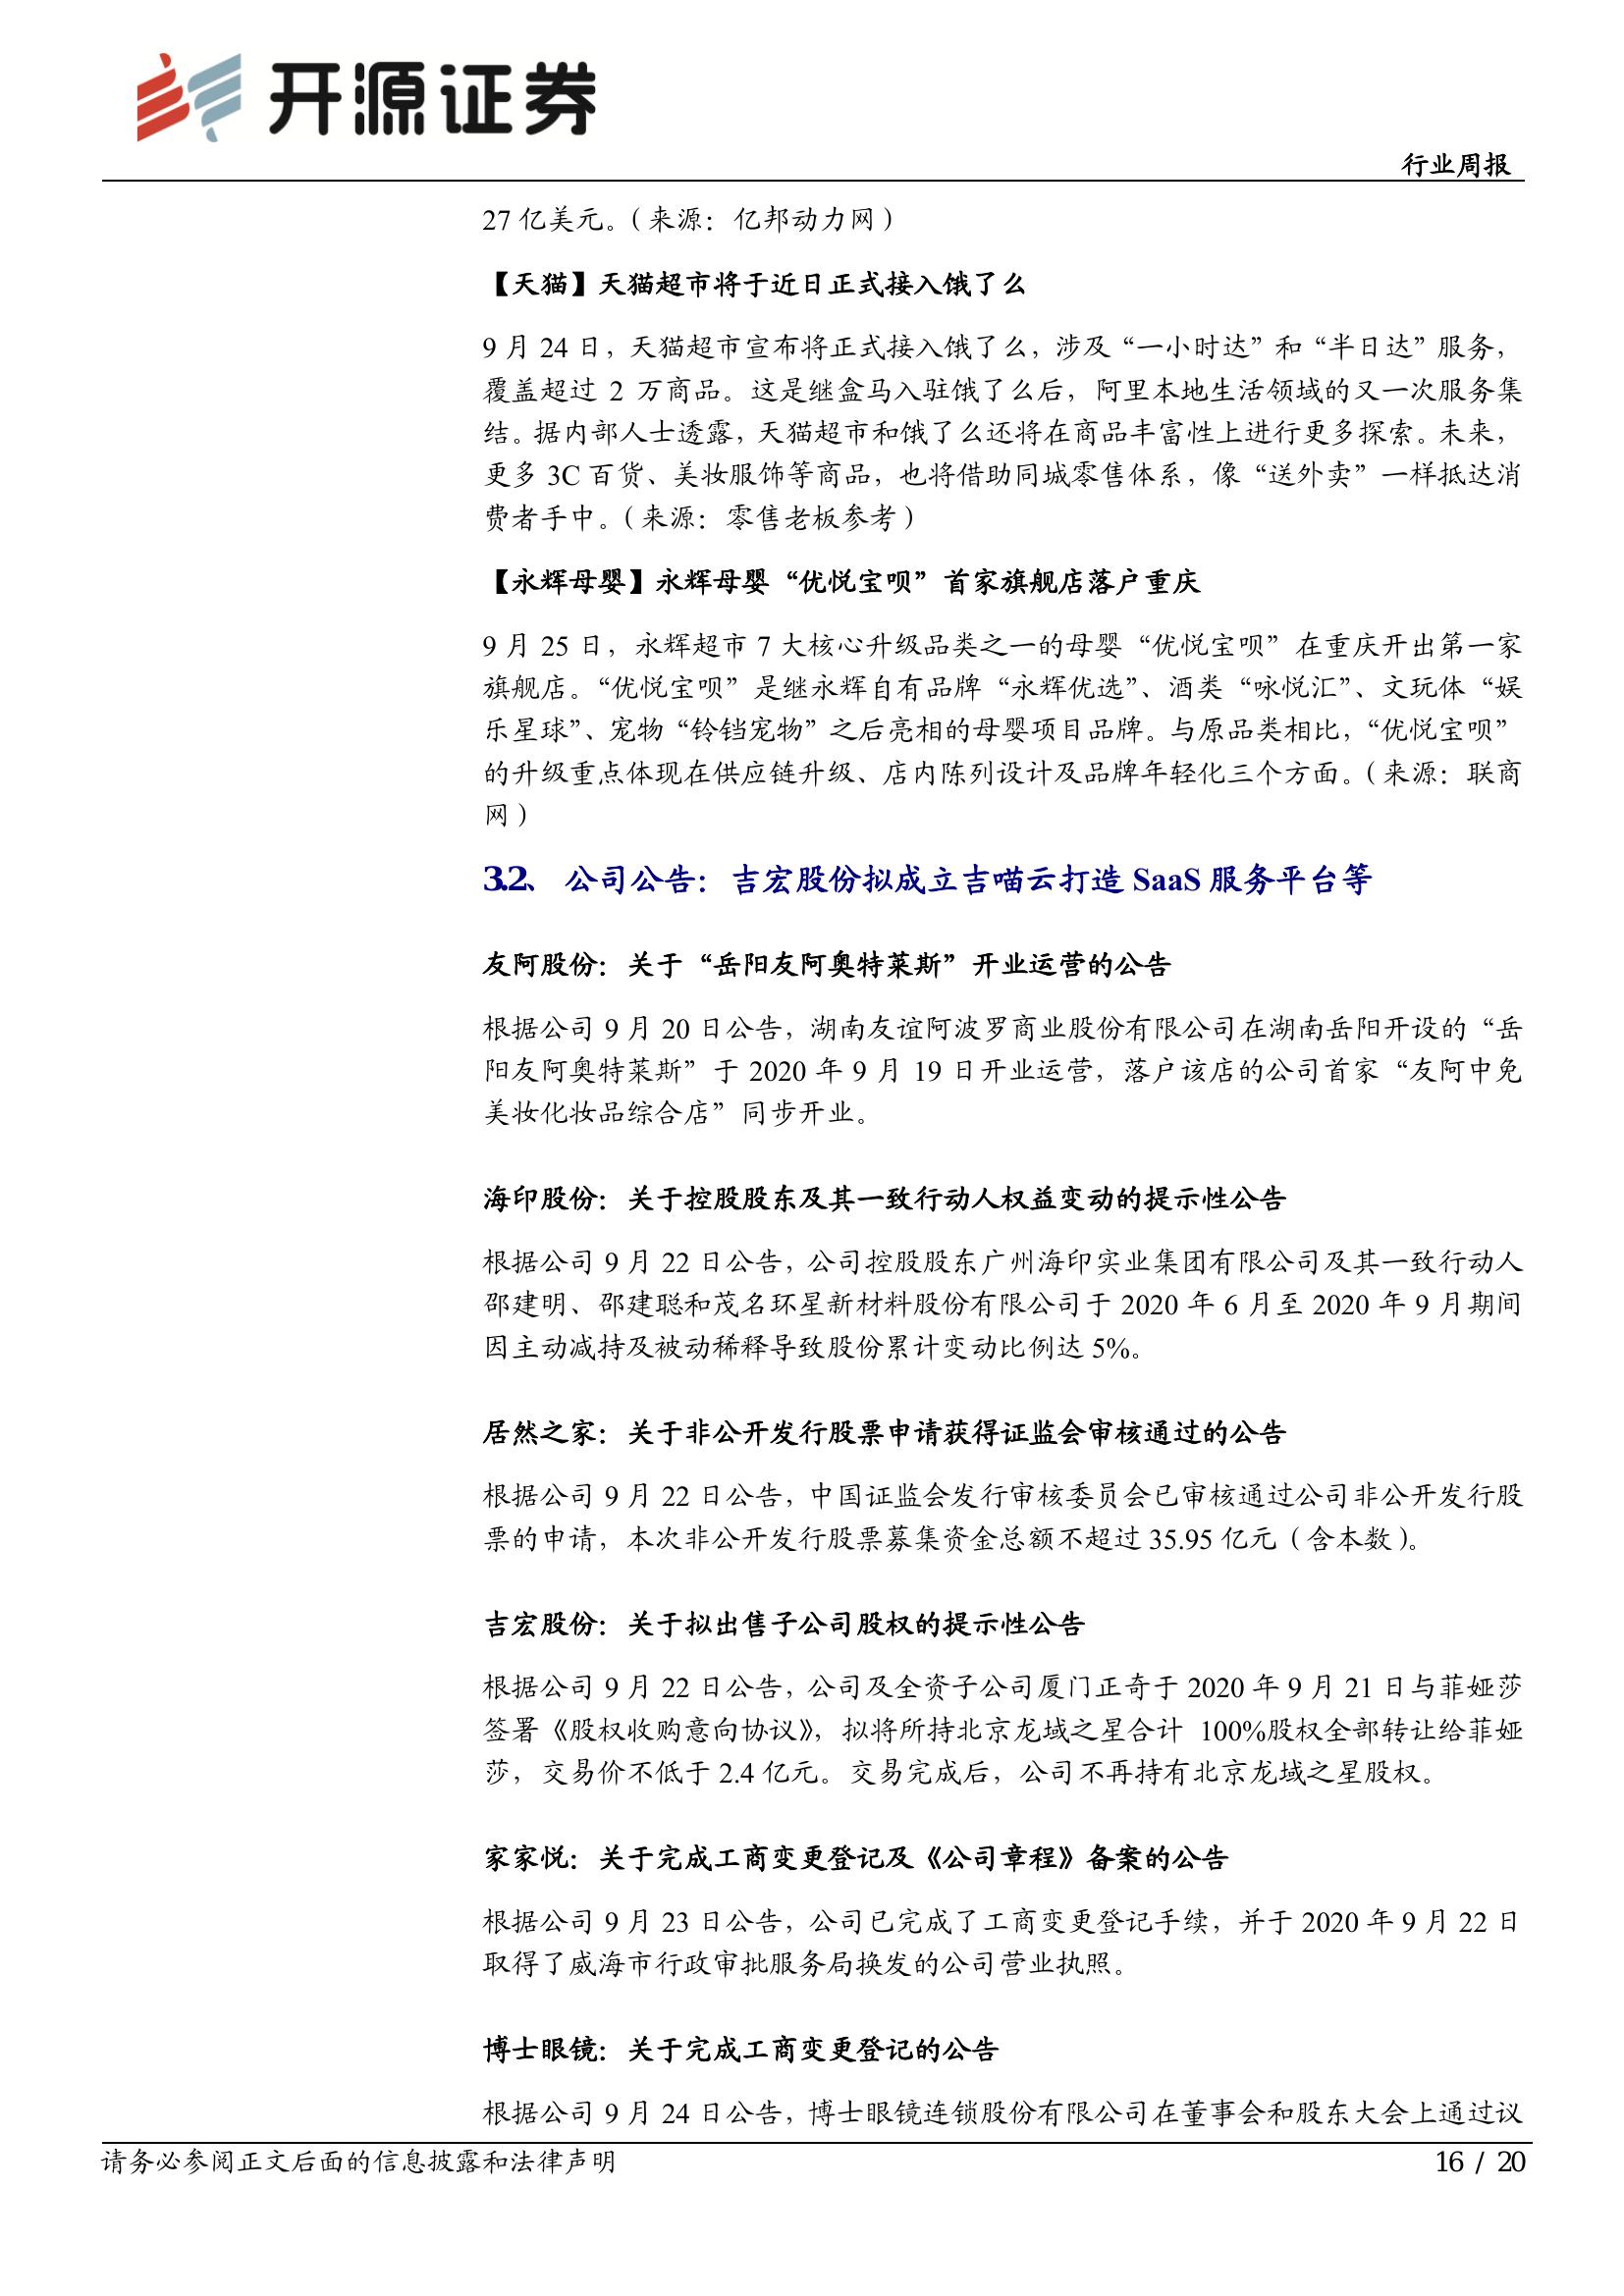 开源证券
行业周报
27 亿美元。（来源：亿邦动力网）
【天猫】天猫超市将于近日正式接入饿了么
9 月 24 日，天猫超市宣布将正式接入饿了么，涉及“一小时达”和“半日达”服务，
覆盖超过 2 万商品。这是继盒马入驻饿了么后，阿里本地生活领域的又一次服务集
结。据内部人士透露，天猫超市和饿了么还将在商品丰富性上进行更多探索。未来，
更多 3C 百货、美妆服饰等商品，也将借助同城零售体系，像“送外卖”一样抵达消
费者手中。（来源：零售老板参考）
【永辉母婴】永辉母婴“优悦宝呗”首家旗舰店落户重庆
9 月 25 日，永辉超市 7 大核心升级品类之一的母婴“优悦宝呗”在重庆开出第一家
旗舰店。“优悦宝呗”是继永辉自有品牌“永辉优选”、酒类“咏悦汇”、文玩体“娱
乐星球”、宠物“铃铛宠物”之后亮相的母婴项目品牌。与原品类相比，“优悦宝呗”
的升级重点体现在供应链升级、店内陈列设计及品牌年轻化三个方面。（来源：联商
网）
3.2、 公司公告：吉宏股份拟成立吉喵云打造 SaaS 服务平台等
友阿股份：关于“岳阳友阿奥特莱斯”开业运营的公告
根据公司 9 月 20 日公告，湖南友谊阿波罗商业股份有限公司在湖南岳阳开设的“岳
阳友阿奥特莱斯”于 2020 年 9 月 19 日开业运营，落户该店的公司首家“友阿中免
美妆化妆品综合店”同步开业。
海印股份：关于控股股东及其一致行动人权益变动的提示性公告
根据公司 9 月 22 日公告，公司控股股东广州海印实业集团有限公司及其一致行动人
邵建明、邵建聪和茂名环星新材料股份有限公司于 2020 年 6 月至 2020 年 9 月期间
因主动减持及被动稀释导致股份累计变动比例达 5%。
居然之家：关于非公开发行股票申请获得证监会审核通过的公告
根据公司 9 月 22 日公告，中国证监会发行审核委员会已审核通过公司非公开发行股
票的申请，本次非公开发行股票募集资金总额不超过 35.95 亿元（含本数）。
吉宏股份：关于拟出售子公司股权的提示性公告
根据公司 9 月 22 日公告，公司及全资子公司厦门正奇于 2020 年 9 月 21 日与菲娅莎
签署《股权收购意向协议》，拟将所持北京龙域之星合计 100%股权全部转让给菲娅
莎，交易价不低于 2.4 亿元。交易完成后，公司不再持有北京龙域之星股权。
家家悦：关于完成工商变更登记及《公司章程》备案的公告
根据公司 9 月 23 日公告，公司已完成了工商变更登记手续，并于 2020 年 9 月 22 日
取得了威海市行政审批服务局换发的公司营业执照。
博士眼镜：关于完成工商变更登记的公告
根据公司 9 月 24 日公告，博士眼镜连锁股份有限公司在董事会和股东大会上通过议
请务必参阅正文后面的信息披露和法律声明
16 / 20